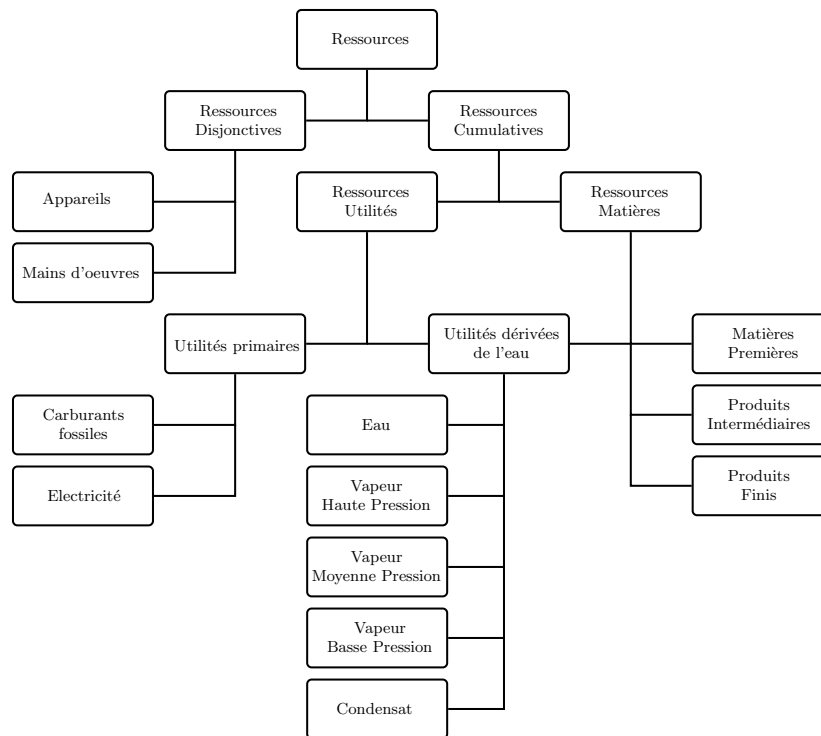 Ressources
Ressources
Disjonctives
Ressources
Cumulatives
Appareils
Ressources
Utilités
Ressources
Matières
Mains d'oeuvres
Utilités primaires
Utilités dérivées
de l'eau
Matières
Premières
Carburants
fossiles
Eau
Produits
Intermédiaires
Electricité
Vapeur
Haute Pression
Produits
Finis
Vapeur
Moyenne Pression
Vapeur
Basse Pression
Condensat